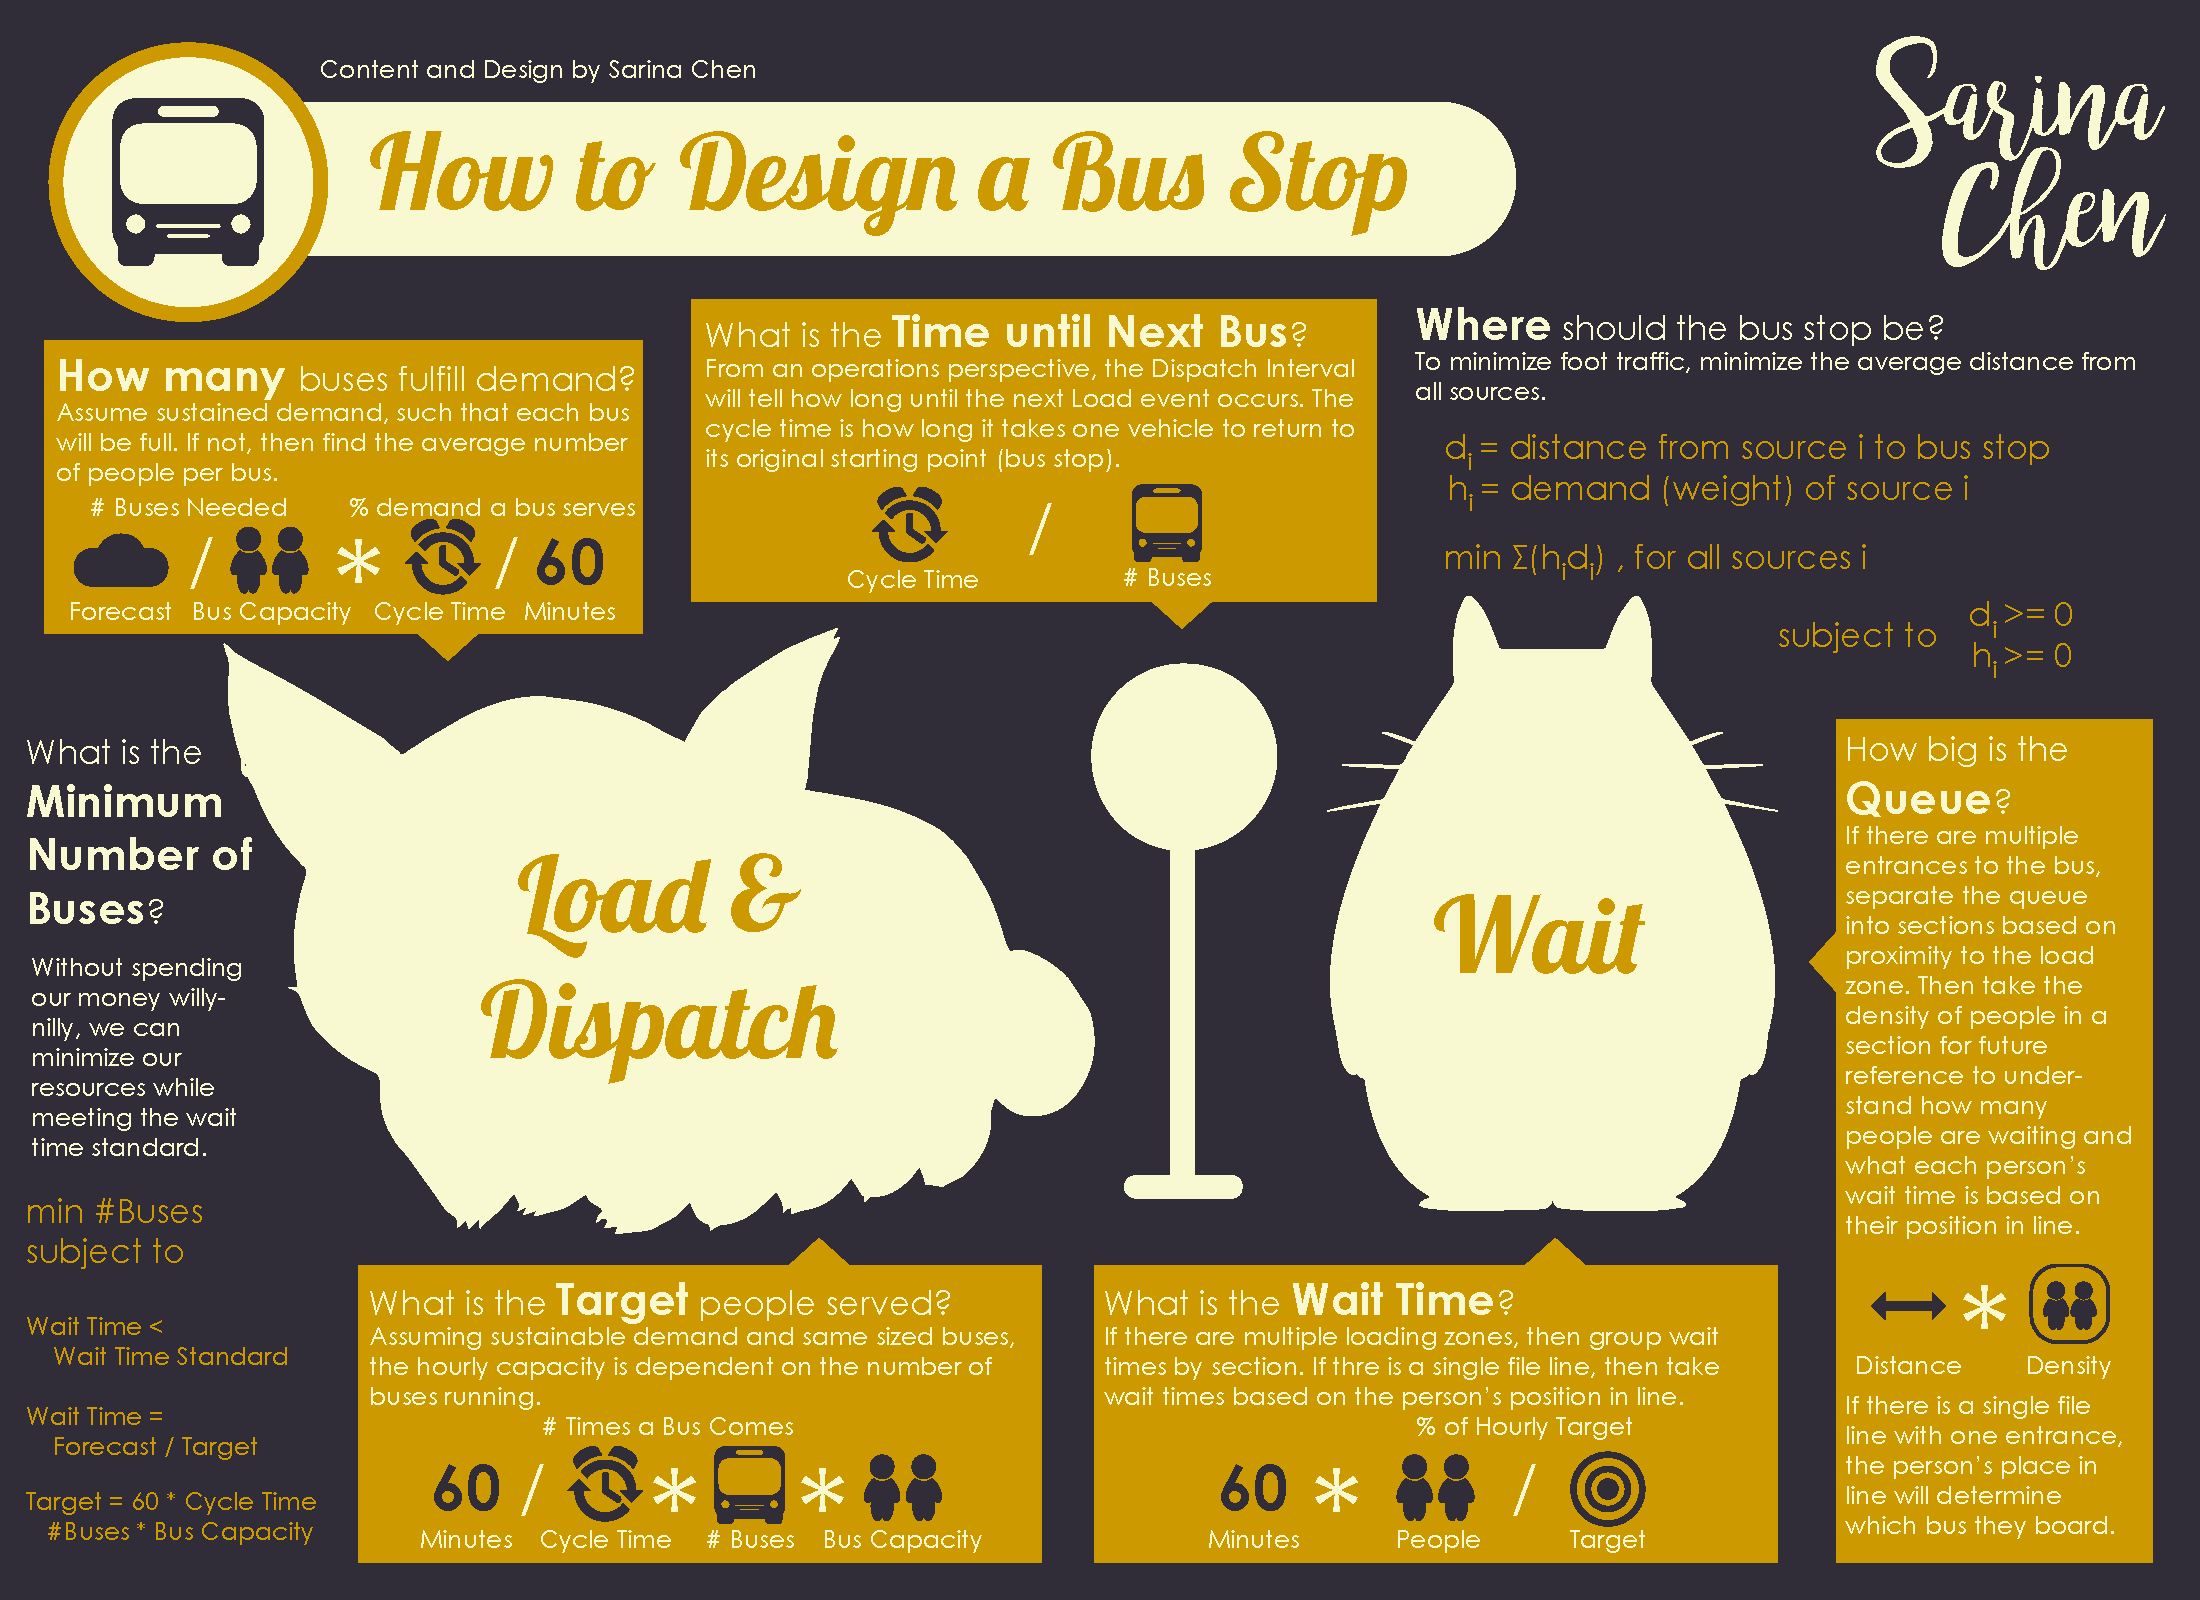 Content and Design by Sarina Chen
How to Design a Bus Stop
Sarina
Chen
How many buses fulfill demand?
Assume sustained demand, such that each bus
will be full. If not, then find the average number
of people per bus.
# Buses Needed % demand a bus serves
/ * / 60
Forecast Bus Capacity Cycle Time Minutes
What is the Time until Next Bus?
From an operations perspective, the Dispatch Interval
will tell how long until the next Load event occurs. The
cycle time is how long it takes one vehicle to return to
its original starting point (bus stop).
/
Cycle Time # Buses
Where should the bus stop be?
To minimize foot traffic, minimize the average distance from
all sources.
di = distance from source i to bus stop
hi = demand (weight) of source i
min Σ(hidi) , for all sources i
subject to di >= 0
hi >= 0
What is the
Minimum
Number of
Buses?
Without spending
our money willy-
nilly, we can
minimize our
resources while
meeting the wait
time standard.
min #Buses
subject to
Wait Time <
Wait Time Standard
Wait Time =
Forecast / Target
Target = 60 * Cycle Time
#Buses * Bus Capacity
Load &
Dispatch
Wait
What is the Target people served?
Assuming sustainable demand and same sized buses,
the hourly capacity is dependent on the number of
buses running.
# Times a Bus Comes
60 / * *
Minutes Cycle Time # Buses Bus Capacity
What is the Wait Time?
If there are multiple loading zones, then group wait
times by section. If thre is a single file line, then take
wait times based on the person's position in line.
% of Hourly Target
60 * /
Minutes People Target
How big is the
Queue?
If there are multiple
entrances to the bus,
separate the queue
into sections based on
proximity to the load
zone. Then take the
density of people in a
section for future
reference to under-
stand how many
people are waiting and
what each person's
wait time is based on
their position in line.
*
Distance Density
If there is a single file
line with one entrance,
the person's place in
line will determine
which bus they board.